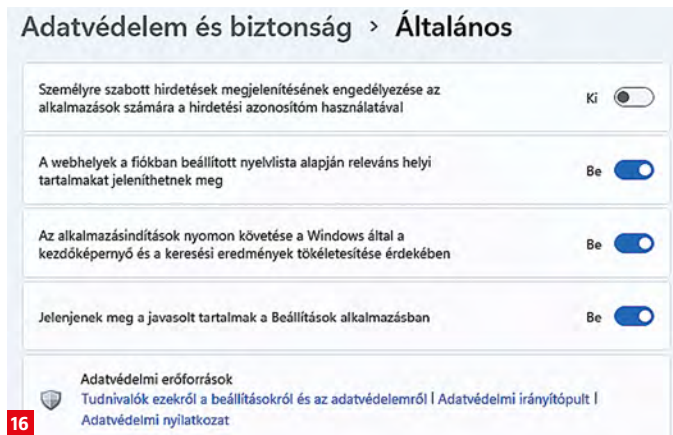 Adatvédelem és biztonság > Általános
Személyre szabott hirdetések megjelenítésének engedélyezése az
alkalmazások számára a hirdetési azonosítóm használatával
Ki
A webhelyek a fiókban beállított nyelvlista alapján releváns helyi
tartalmakat jeleníthetnek meg
Be
Az alkalmazásindítások nyomon követése a Windows által a
kezdőképernyő és a keresési eredmények tökéletesítése érdekében
Be
Jelenjenek meg a javasolt tartalmak a Beállítások alkalmazásban
Be
Adatvédelmi erőforrások
Tudnivalók ezekről a beállításokról és az adatvédelemről | Adatvédelmi irányítópult |
Adatvédelmi nyilatkozat
16